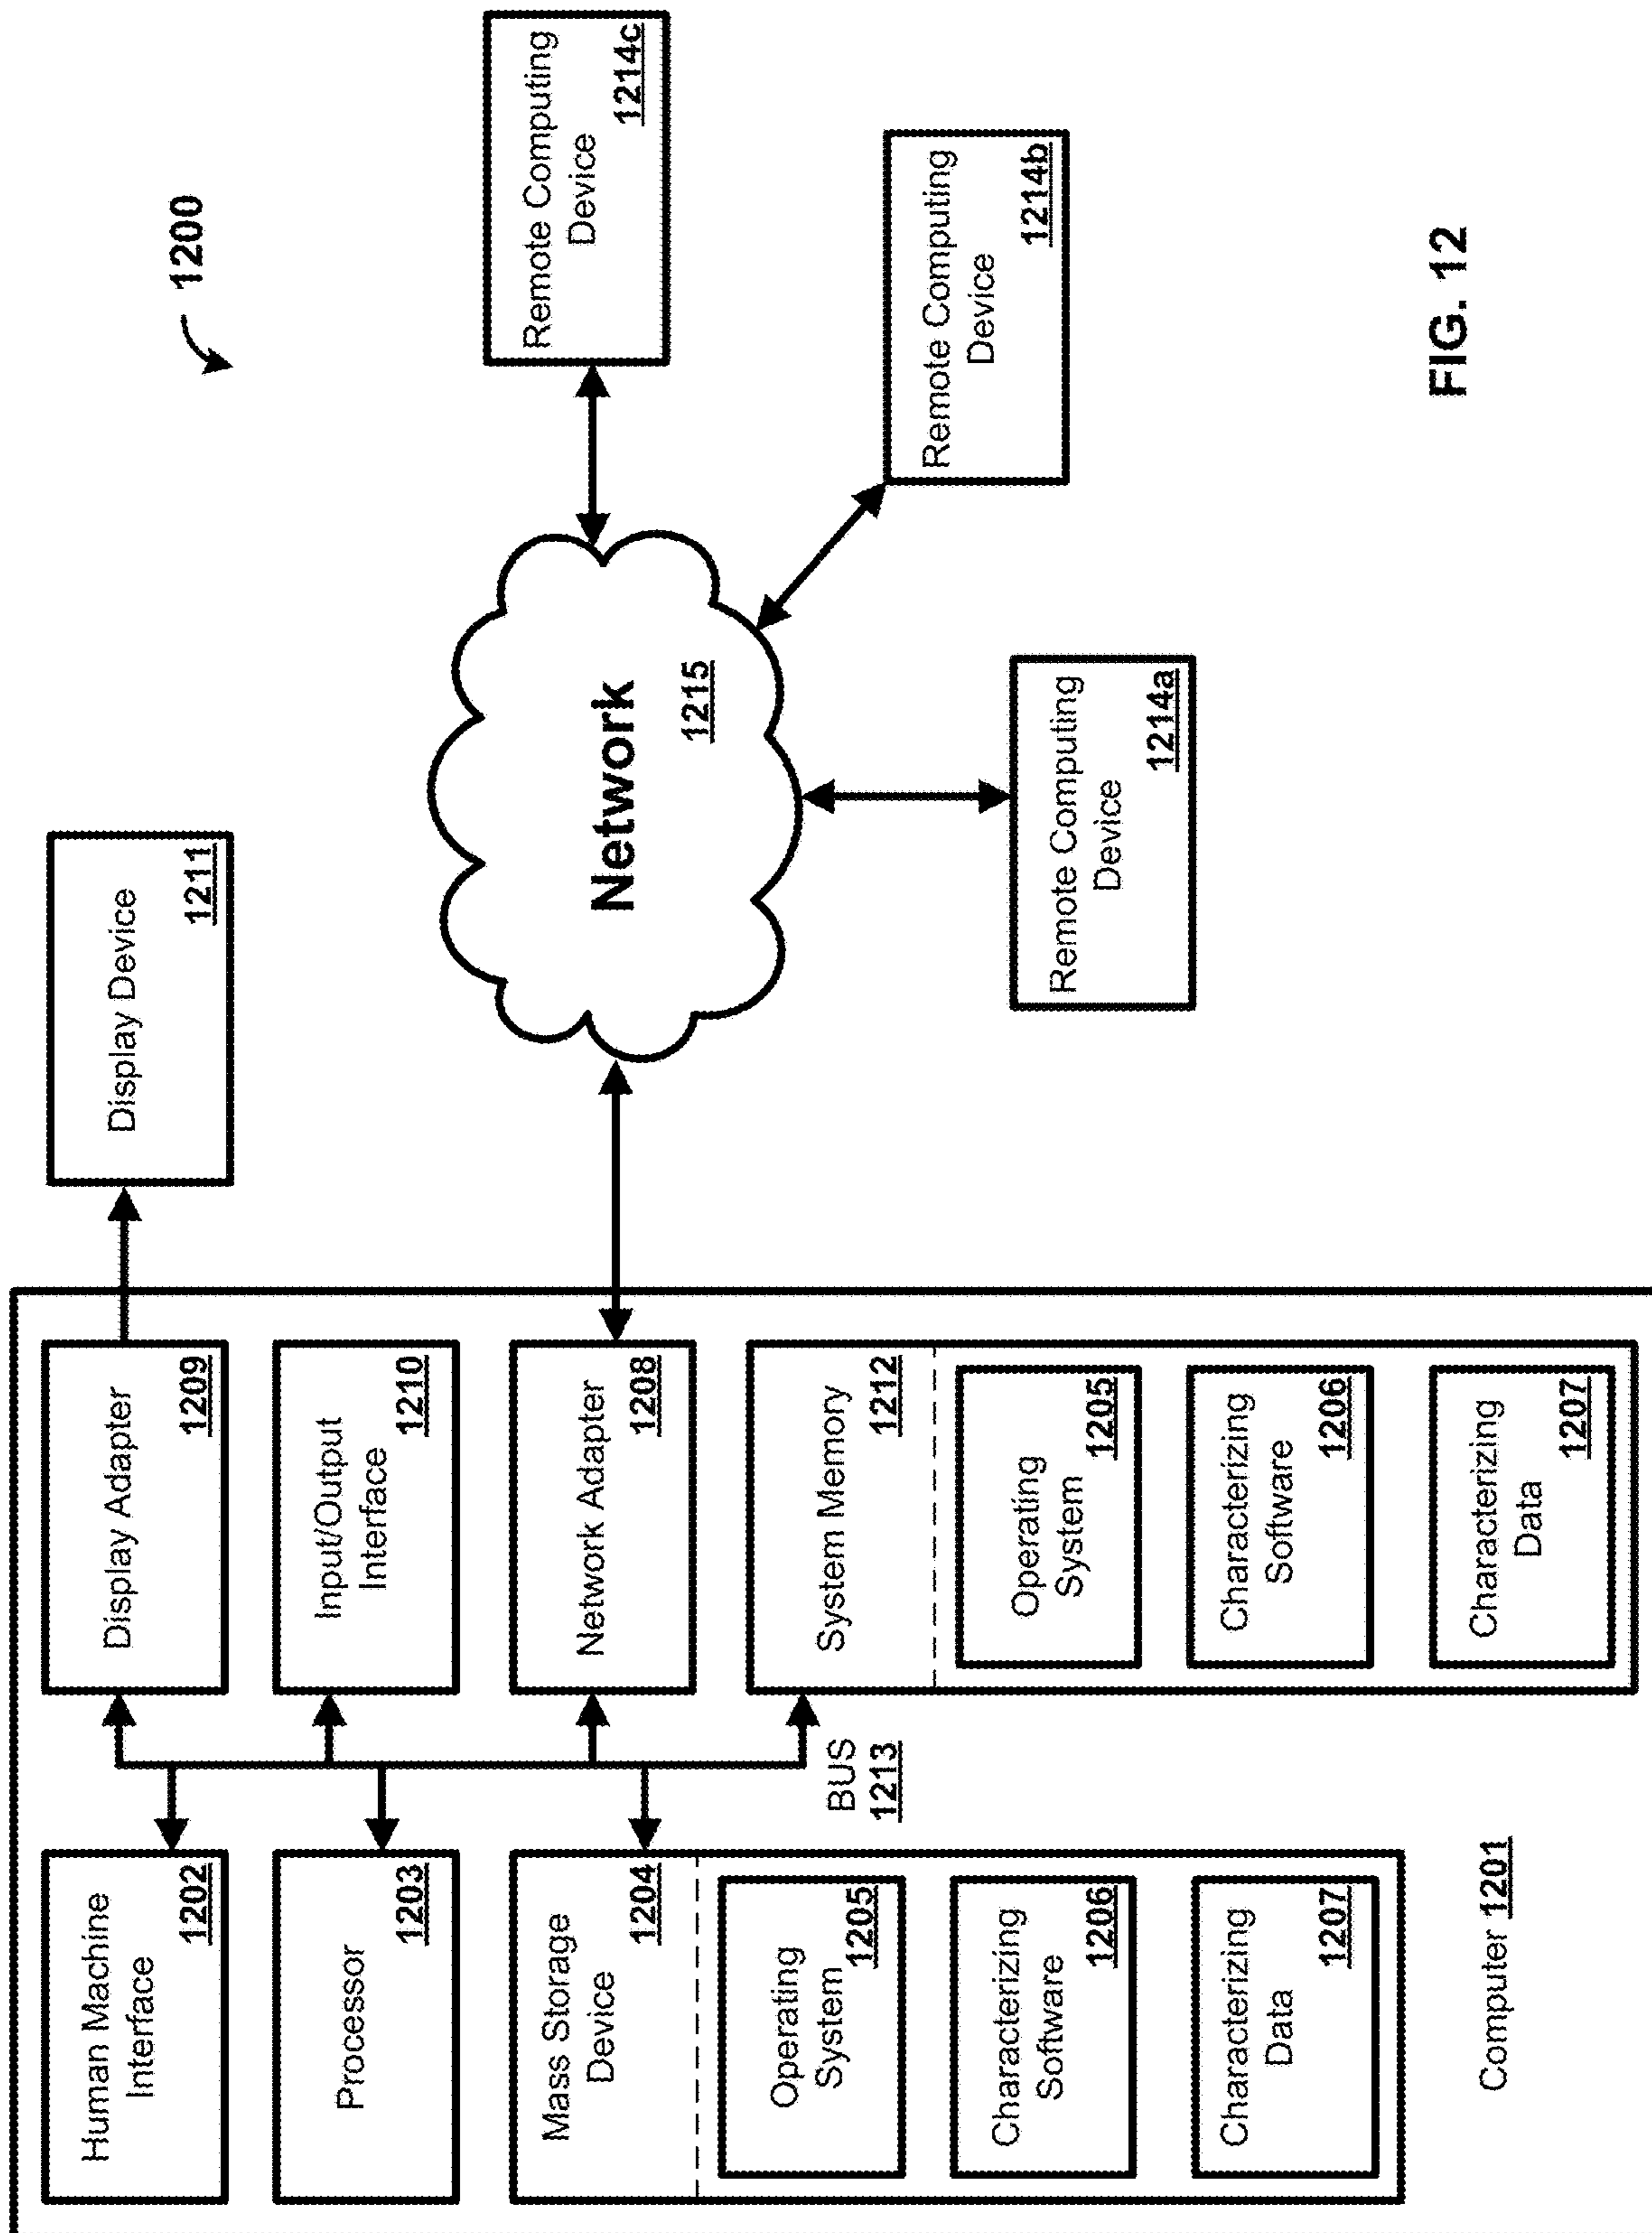 1200
Human Machine
Interface
1202
Processor
1203
Mass Storage
Device
1204
Operating
System
1205
Characterizing
Software
1206
Characterizing
Data
1207
Computer 1201
BUS
1213
Display Adapter
1209
Input/Output
Interface
1210
Network Adapter
1208
System Memory
1212
Operating
System
1205
Characterizing
Software
1206
Characterizing
Data
1207
Display Device
1211
Network
1215
Remote Computing
Device
1214a
Remote Computing
Device
1214b
Remote Computing
Device
1214c
FIG. 12